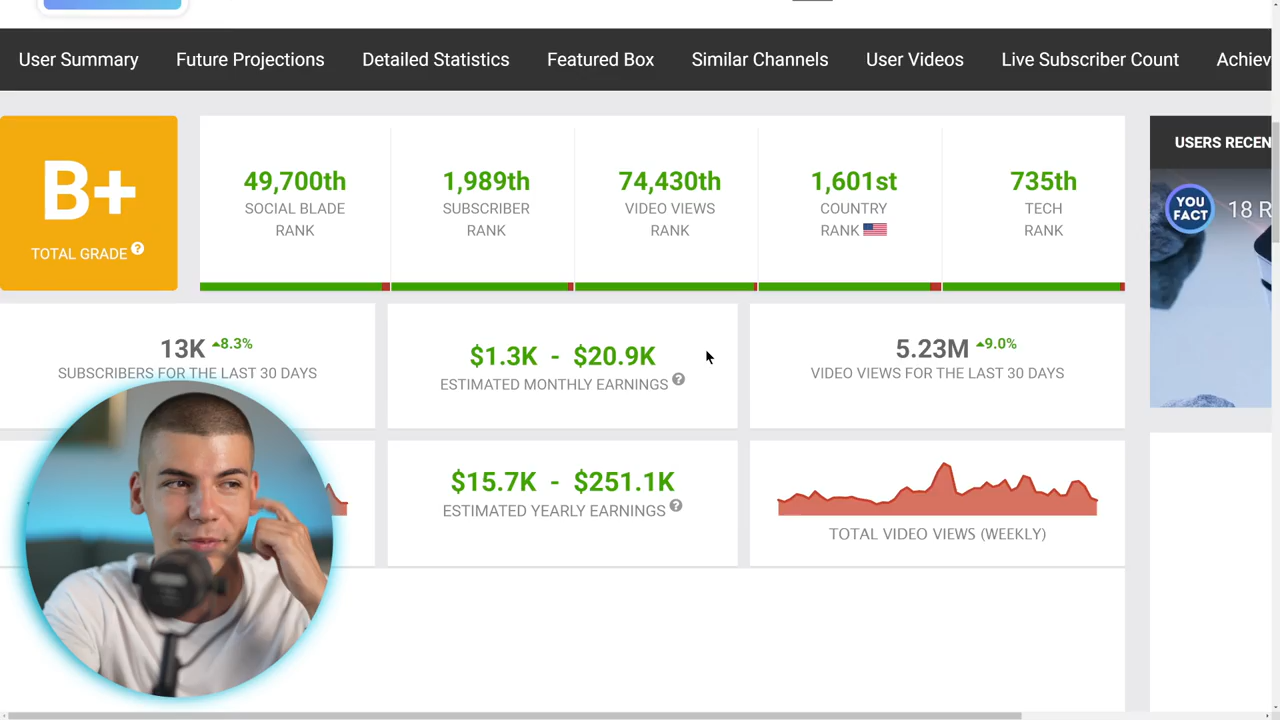 User Summary Future Projections Detailed Statistics Featured Box Similar Channels User Videos Live Subscriber Count Achiev
B+
TOTAL GRADE ?
49,700th
SOCIAL BLADE
RANK
1,989th
SUBSCRIBER
RANK
74,430th
VIDEO VIEWS
RANK
1,601st
COUNTRY
RANK
735th
TECH
RANK
USERS RECEN
YOU
FACT
18 R
13K 8.3%
SUBSCRIBERS FOR THE LAST 30 DAYS
$1.3K - $20.9K
ESTIMATED MONTHLY EARNINGS ?
5.23M 9.0%
VIDEO VIEWS FOR THE LAST 30 DAYS
$15.7K - $251.1K
ESTIMATED YEARLY EARNINGS ?
TOTAL VIDEO VIEWS (WEEKLY)